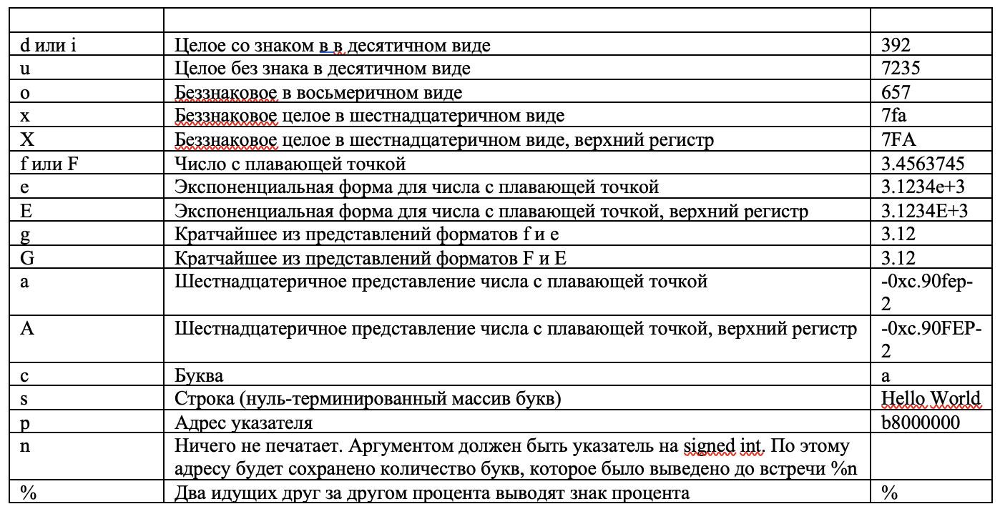 d или i Целое со знаком в в десятичном виде 392
u Целое без знака в десятичном виде 7235
o Беззнаковое в восьмеричном виде 657
x Беззнаковое целое в шестнадцатеричном виде 7fa
X Беззнаковое целое в шестнадцатеричном виде, верхний регистр 7FA
f или F Число с плавающей точкой 3.4563745
e Экспоненциальная форма для числа с плавающей точкой 3.1234e+3
E Экспоненциальная форма для числа с плавающей точкой, верхний регистр 3.1234E+3
g Кратчайшее из представлений форматов f и e 3.12
G Кратчайшее из представлений форматов F и E 3.12
a Шестнадцатеричное представление числа с плавающей точкой -0xc.90fep-
2
A Шестнадцатеричное представление числа с плавающей точкой, верхний регистр -0xc.90FEP-
2
c Буква a
s Строка (нуль-терминированный массив букв) Hello World
p Адрес указателя b8000000
n Ничего не печатает. Аргументом должен быть указатель на signed int. По этому
адресу будет сохранено количество букв, которое было выведено до встречи %n
% Два идущих друг за другом процента выводят знак процента %